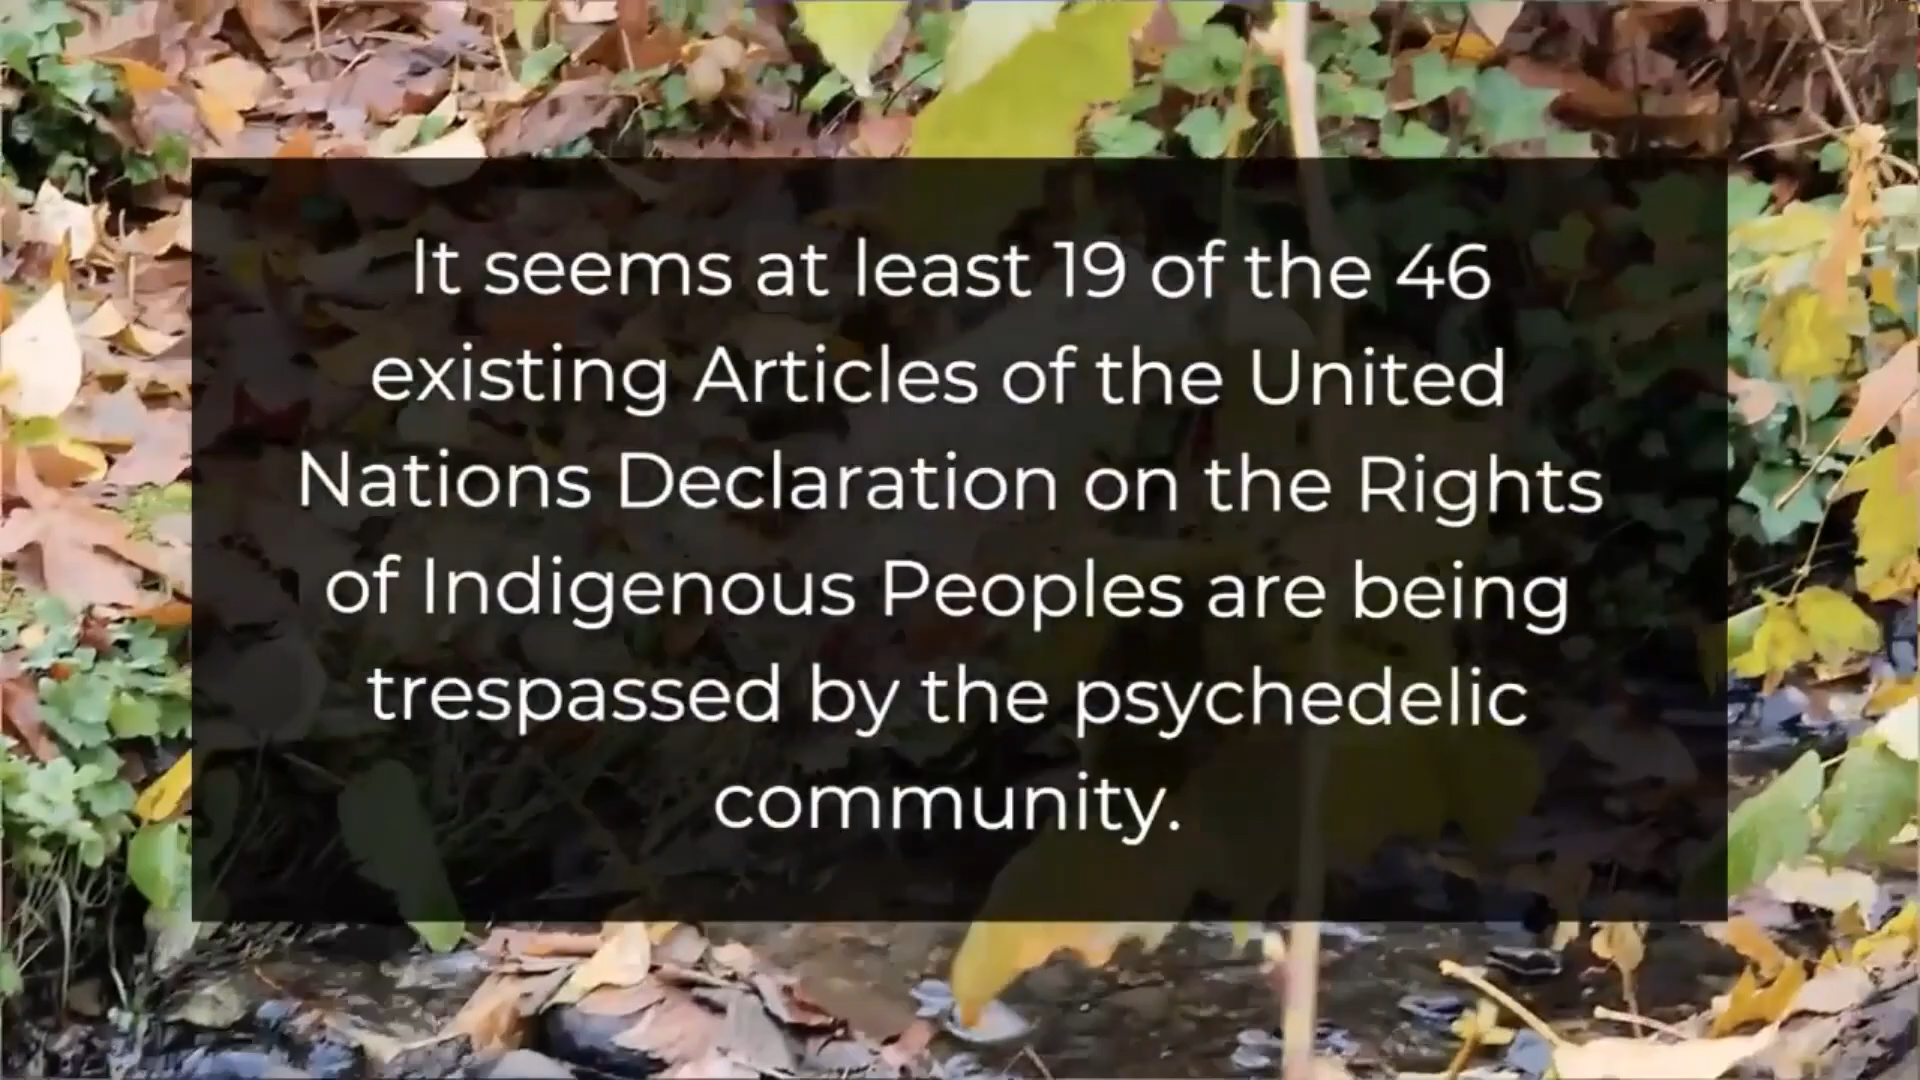 It seems at least 19 of the 46
existing Articles of the United
Nations Declaration on the Rights
of Indigenous Peoples are being
trespassed by the psychedelic
community.